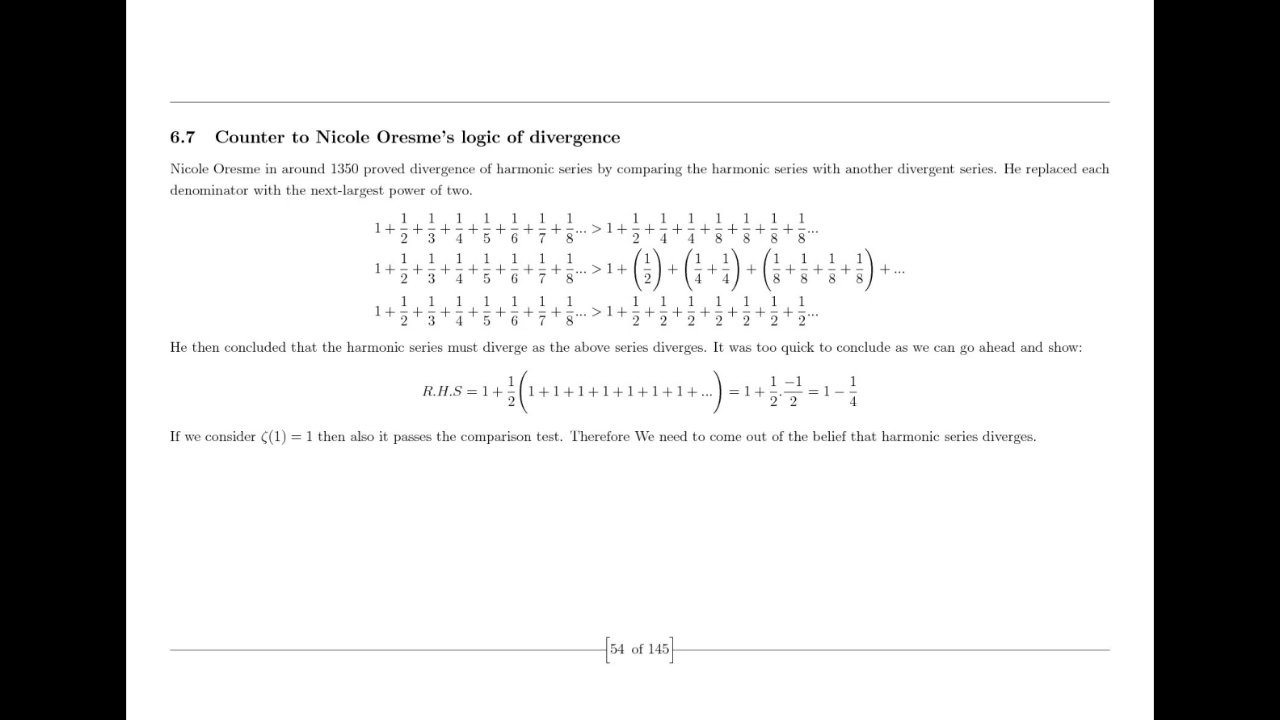 6.7 Counter to Nicole Oresme's logic of divergence
Nicole Oresme in around 1350 proved divergence of harmonic series by comparing the harmonic series with another divergent series. He replaced each
denominator with the next-largest power of two.
1 + 1/2 + 1/3 + 1/4 + 1/5 + 1/6 + 1/7 + 1/8 ... > 1 + 1/2 + 1/4 + 1/4 + 1/8 + 1/8 + 1/8 + 1/8 ...
1 + 1/2 + 1/3 + 1/4 + 1/5 + 1/6 + 1/7 + 1/8 ... > 1 + (1/2) + (1/4 + 1/4) + (1/8 + 1/8 + 1/8 + 1/8) + ...
1 + 1/2 + 1/3 + 1/4 + 1/5 + 1/6 + 1/7 + 1/8 ... > 1 + 1/2 + 1/2 + 1/2 + 1/2 + 1/2 + 1/2 + 1/2 ...
He then concluded that the harmonic series must diverge as the above series diverges. It was too quick to conclude as we can go ahead and show:
R.H.S = 1 + 1/2 (1 + 1 + 1 + 1 + 1 + 1 + 1 + ...) = 1 + 1/2 . -1/2 = 1 - 1/4
If we consider ζ(1) = 1 then also it passes the comparison test. Therefore We need to come out of the belief that harmonic series diverges.
[54 of 145]